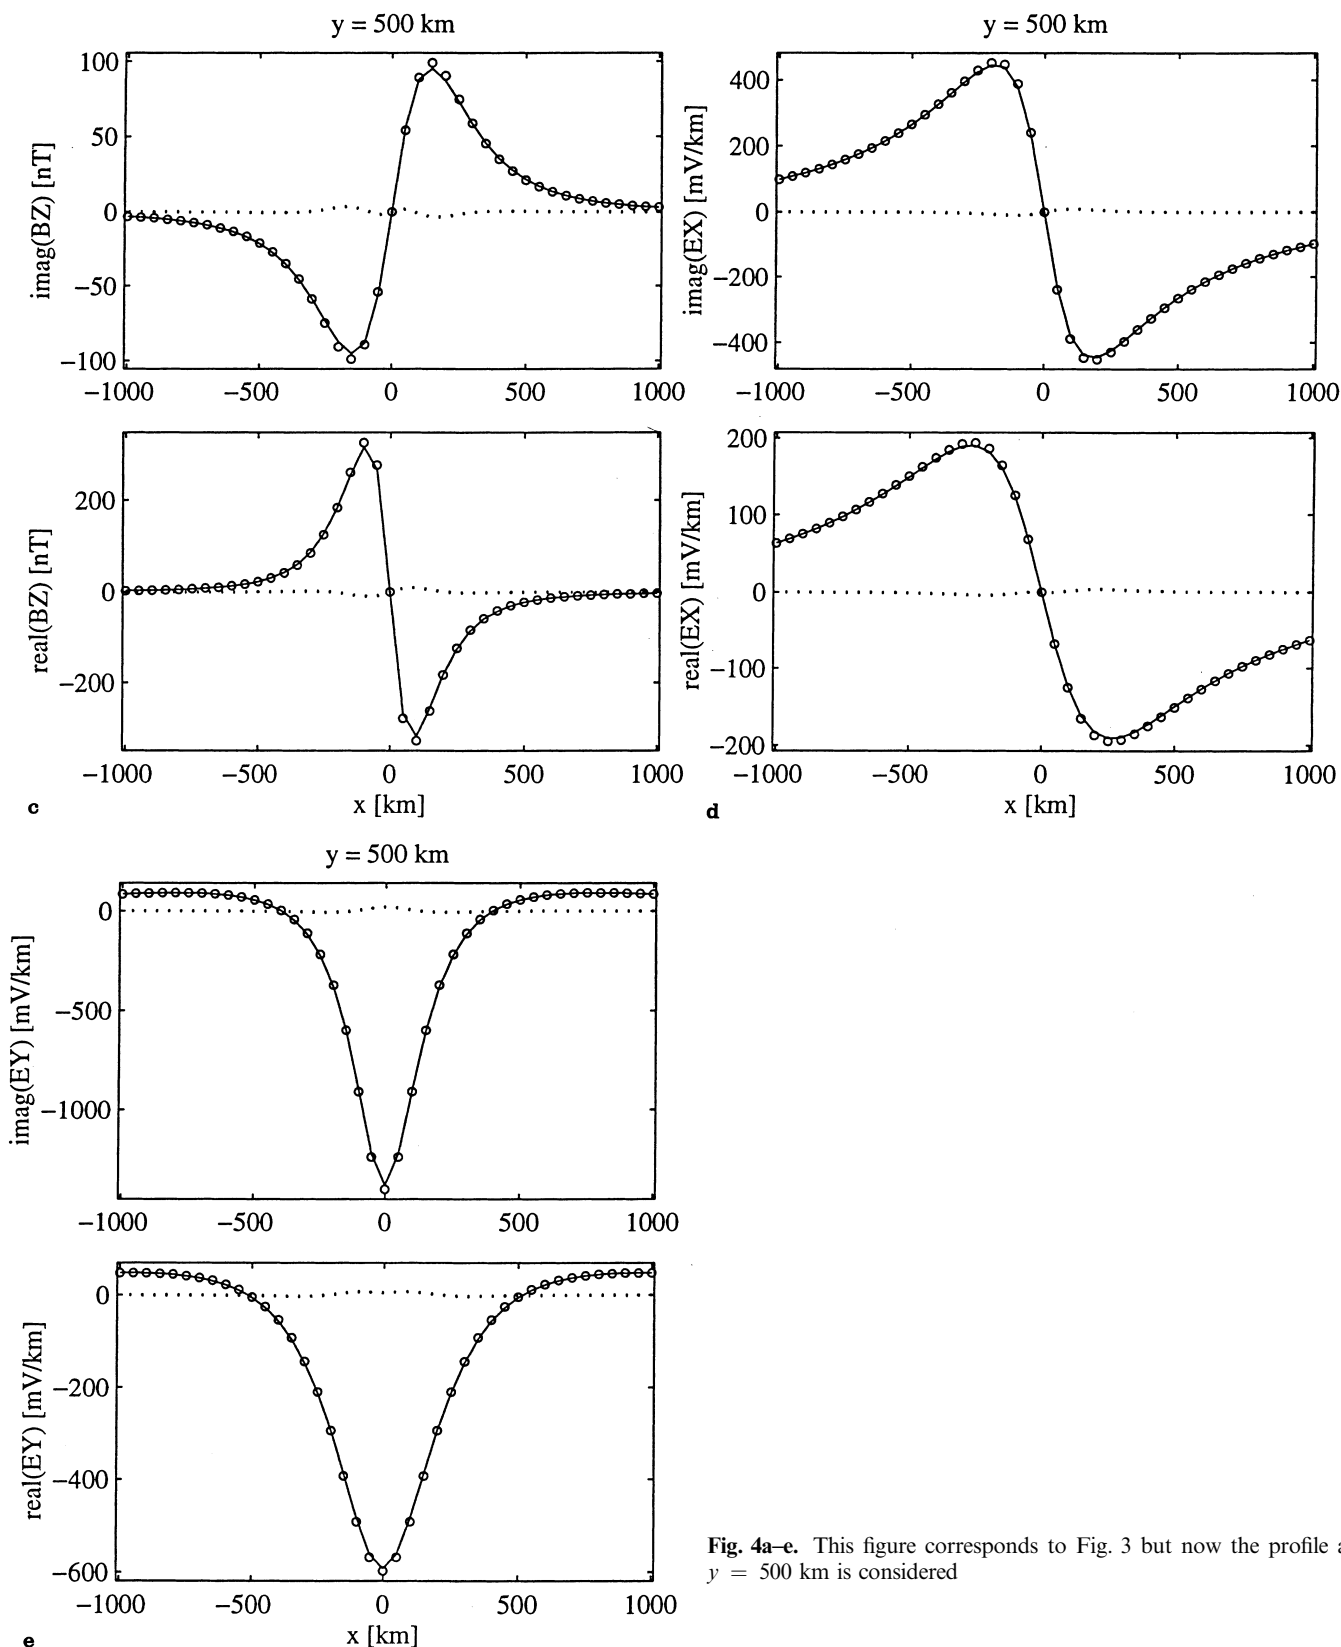 y = 500 km
100
50
0
−50
−100
imag(BZ) [nT]
−1000 −500 0 500 1000
200
0
−200
real(BZ) [nT]
−1000 −500 0 500 1000
x [km]
c
y = 500 km
400
200
0
−200
−400
imag(EX) [mV/km]
−1000 −500 0 500 1000
200
100
0
−100
−200
real(EX) [mV/km]
−1000 −500 0 500 1000
x [km]
d
y = 500 km
0
−500
−1000
imag(EY) [mV/km]
−1000 −500 0 500 1000
0
−200
−400
−600
real(EY) [mV/km]
−1000 −500 0 500 1000
x [km]
e
Fig. 4a–e. This figure corresponds to Fig. 3 but now the profile
y = 500 km is considered